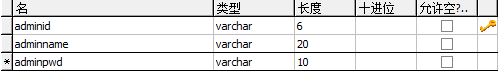 名 类型 长度 十进位 允许空?..
adminid varchar 6
adminname varchar 20
* adminpwd varchar 10